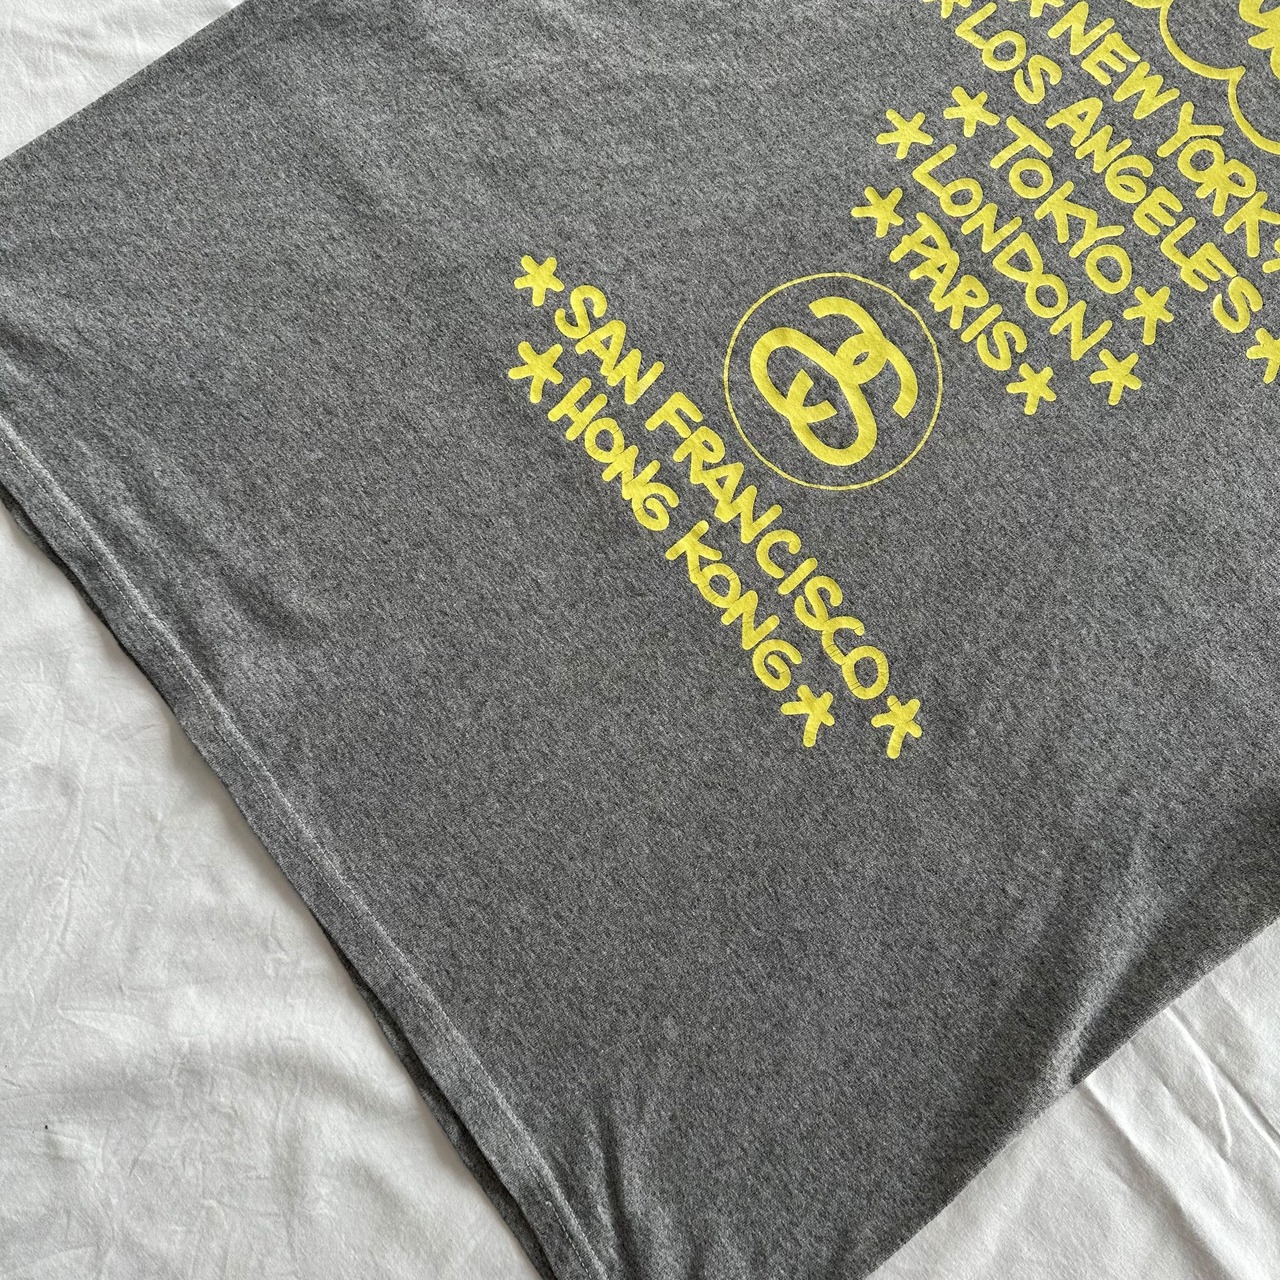 *NEW YORK*
*LOS ANGELES*
*TOKYO*
*LONDON*
*PARIS*
*SAN FRANCISCO*
*HONG KONG*